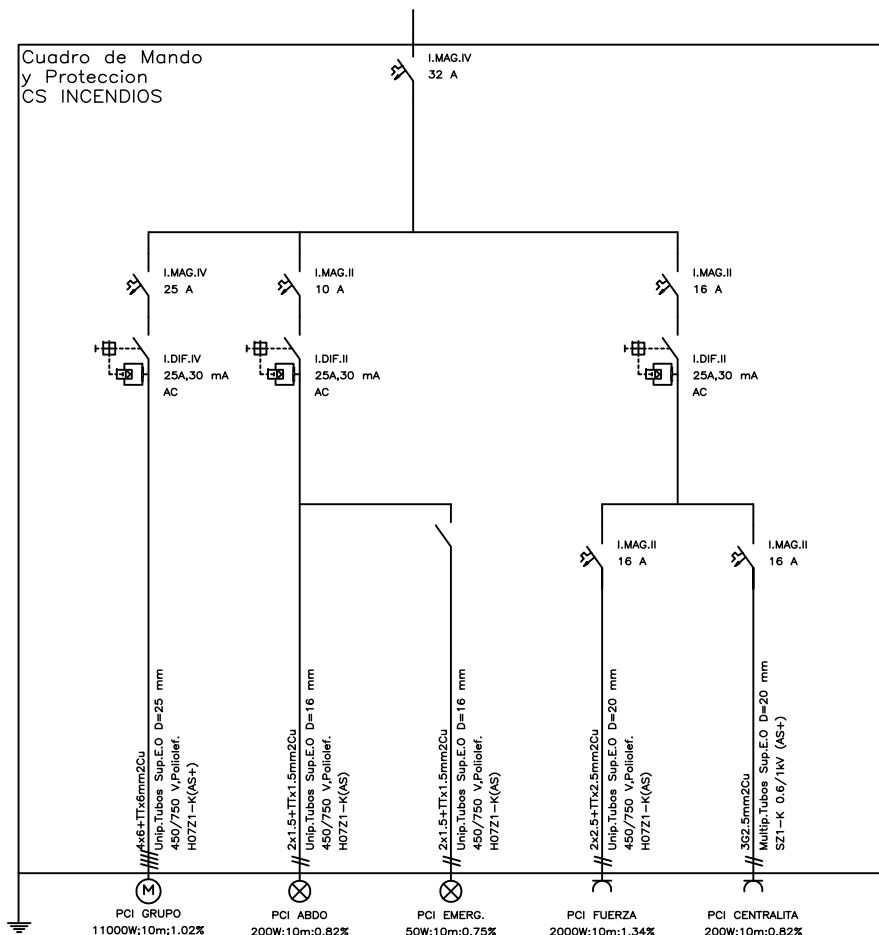 Cuadro de Mando
y Proteccion
CS INCENDIOS
I.MAG.IV
32 A
I.MAG.IV
25 A
I.MAG.II
10 A
I.MAG.II
16 A
I.DIF.IV
25A,30 mA
AC
I.DIF.II
25A,30 mA
AC
I.DIF.II
25A,30 mA
AC
I.MAG.II
16 A
I.MAG.II
16 A
4x6+TTx6mm2Cu
Unip.Tubos Sup.E.O D=25 mm
450/750 V,Poliolef.
H07Z1-K(AS+)
2x1.5+TTx1.5mm2Cu
Unip.Tubos Sup.E.O D=16 mm
450/750 V,Poliolef.
H07Z1-K(AS)
2x1.5+TTx1.5mm2Cu
Unip.Tubos Sup.E.O D=16 mm
450/750 V,Poliolef.
H07Z1-K(AS)
2x2.5+TTx2.5mm2Cu
Unip.Tubos Sup.E.O D=20 mm
450/750 V,Poliolef.
H07Z1-K(AS)
3G2.5mm2Cu
Multip.Tubos Sup.E.O D=20 mm
SZ1-K 0.6/1kV (AS+)
M
PCI GRUPO
11000W;10m;1.02%
PCI ABDO
200W;10m;0.82%
PCI EMERG.
50W;10m;0.75%
PCI FUERZA
2000W;10m;1.34%
PCI CENTRALITA
200W;10m;0.82%